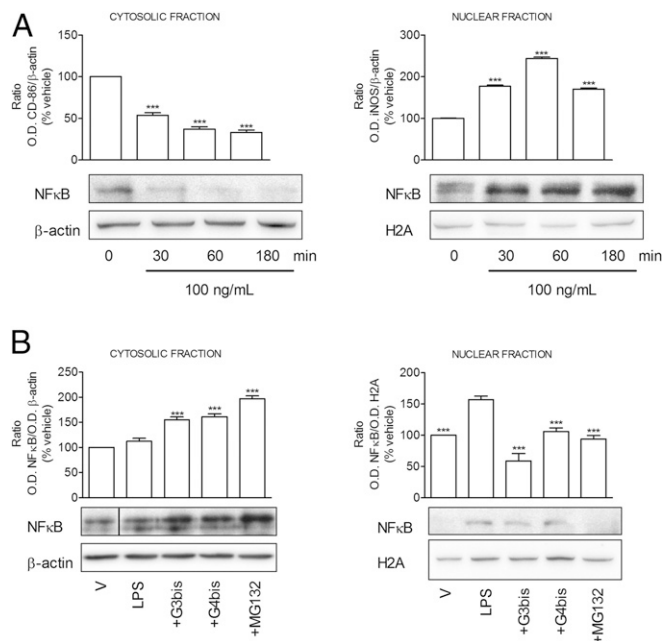 A
CYTOSOLIC FRACTION
Ratio
O.D. CD-86/β-actin
(% vehicle)
150
100
50
0
***
***
***
NFκB
β-actin
0 30 60 180 min
100 ng/mL
NUCLEAR FRACTION
Ratio
O.D. iNOS/β-actin
(% vehicle)
300
200
100
0
***
***
***
NFκB
H2A
0 30 60 180 min
100 ng/mL
B
CYTOSOLIC FRACTION
Ratio
O.D. NFκB/O.D. β-actin
(% vehicle)
250
200
150
100
50
0
***
***
***
NFκB
β-actin
V
LPS
+G3bis
+G4bis
+MG132
NUCLEAR FRACTION
Ratio
O.D. NFκB/O.D. H2A
(% vehicle)
200
150
100
50
0
***
***
***
***
NFκB
H2A
V
LPS
+G3bis
+G4bis
+MG132